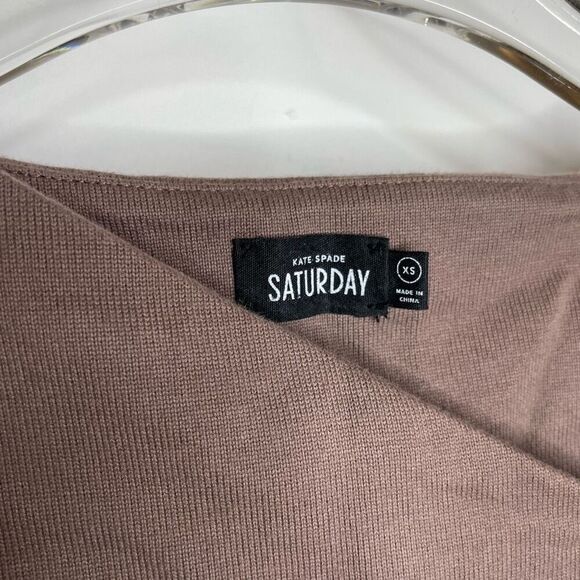 KATE SPADE
SATURDAY
XS
MADE IN
CHINA